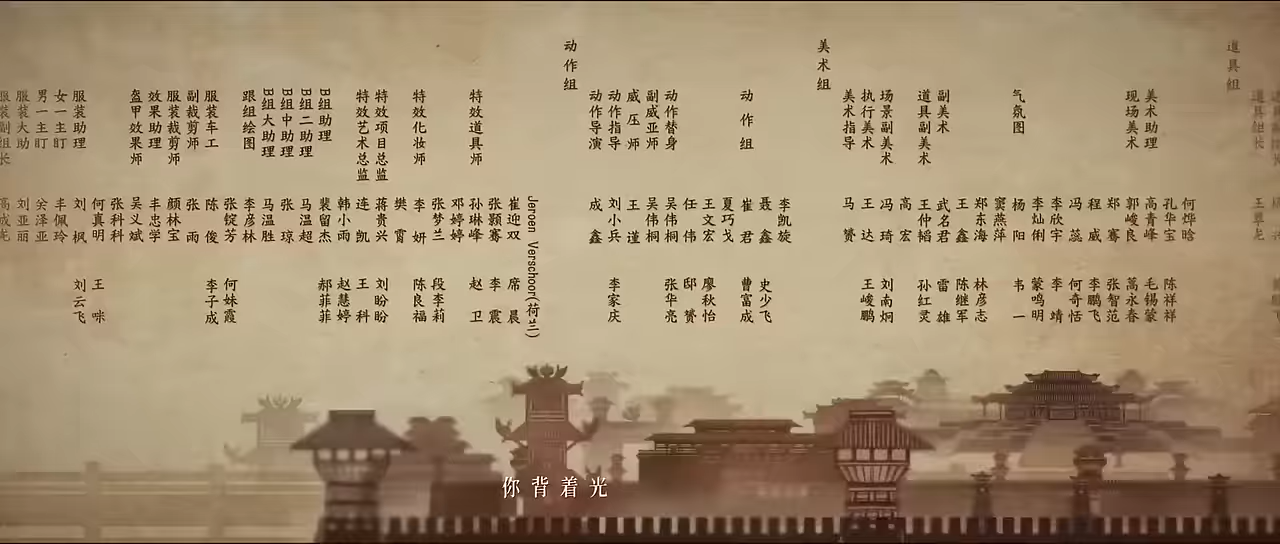 服装大助 刘亚丽
男一主盯 关泽亚
女一主盯 丰佩玲
服装助理 刘枫 刘云飞
何真明 王咪
张科科
盔甲效果师 吴义斌
效果助理 丰忠学
服装裁剪师 颜林宝
副裁剪师 张雨
服装车工 陈俊 李子成
张锭芳 何妹霞
跟组绘图 李彦林
B组大助理 马温胜
B组中助理 张琼
B组二助理 马温超
B组助理 裴留杰 郝菲菲
韩小雨 赵慧婷
特效艺术总监 连凯 王科
特效项目总监 蒋贵兴 刘盼盼
樊霄
特效化妆师 李妍 陈良福
张梦兰 段李莉
邓婷婷
特效道具师 孙琳峰 赵卫
张颢骞 李震
崔迎双 席晨
Jeroen Verschoor(荷兰)
动作组
动作导演 成鑫
动作指导 刘小兵 李家庆
威压师 王谨
副威亚师 吴伟桐
动作替身 吴伟桐 张华亮
任伟 邸赟
王文宏 廖秋怡
夏巧戈
动作组 崔君 曹富成
聂鑫 史少飞
李凯旋
美术组
美术指导 马赟
执行美术 王达 王峻鹏
场景副美术 冯琦 刘南炯
高宏
道具副美术 王仲韬 孙红灵
副美术 武名君 雷雄
王鑫 陈继军
郑东海 林彦志
窦燕萍
气氛图 杨阳 韦一
李灿俐 蒙鸣明
李欣宇 李靖
冯蕊 何奇恬
程威 李鹏飞
郑骞 张智范
现场美术 郭峻良 蒿永春
美术助理 高青峰 毛锡蒙
孔华宝 陈祥祥
何烨晗
道具组
道具组长
你背着光